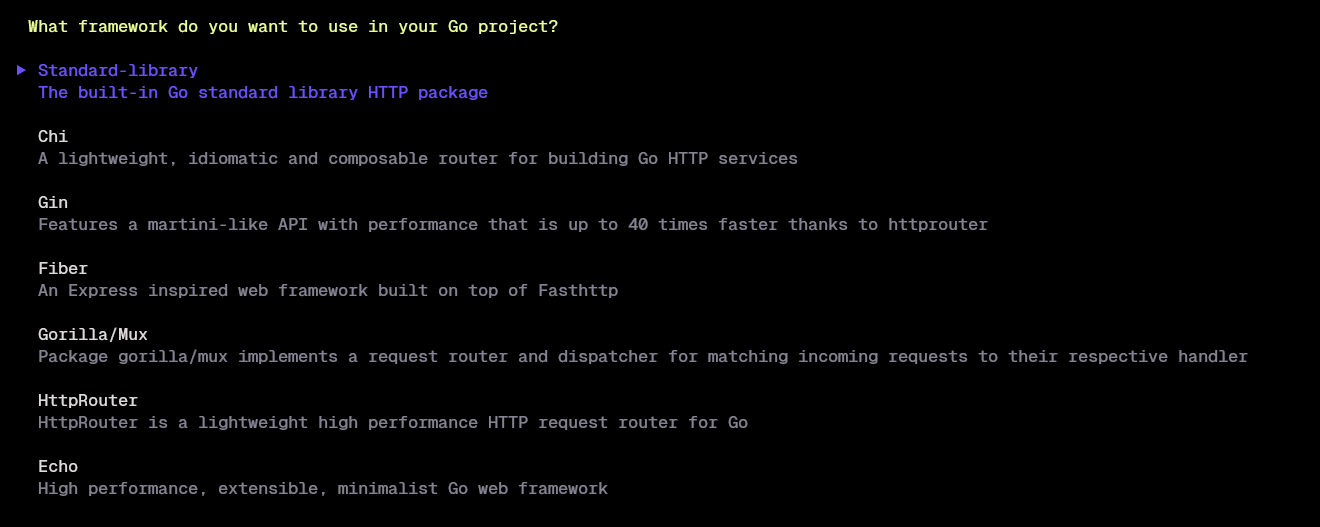 What framework do you want to use in your Go project?
Standard-library
The built-in Go standard library HTTP package
Chi
A lightweight, idiomatic and composable router for building Go HTTP services
Gin
Features a martini-like API with performance that is up to 40 times faster thanks to httprouter
Fiber
An Express inspired web framework built on top of Fasthttp
Gorilla/Mux
Package gorilla/mux implements a request router and dispatcher for matching incoming requests to their respective handler
HttpRouter
HttpRouter is a lightweight high performance HTTP request router for Go
Echo
High performance, extensible, minimalist Go web framework